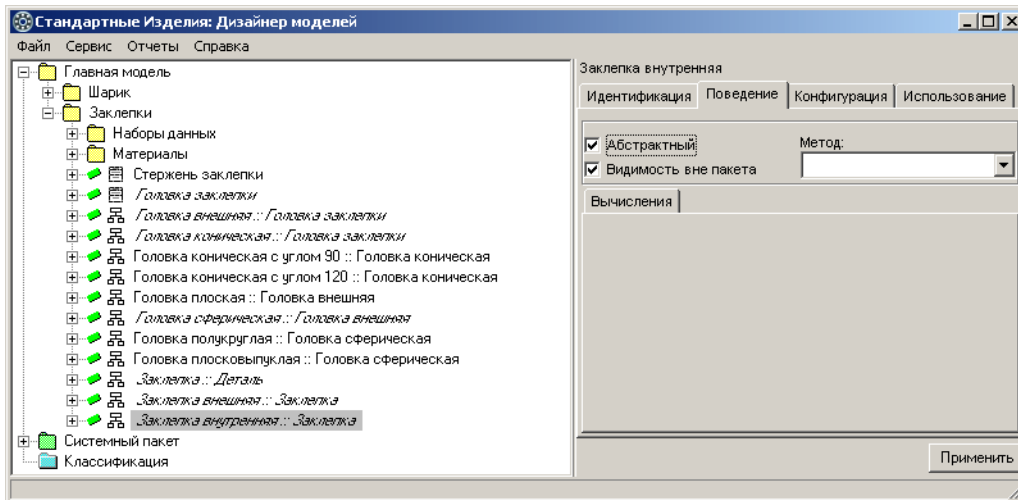 Стандартные Изделия: Дизайнер моделей
Файл Сервис Отчеты Справка
Главная модель
Шарик
Заклепки
Наборы данных
Материалы
Стержень заклепки
Головка заклепки
Головка внешняя :: Головка заклепки
Головка коническая :: Головка заклепки
Головка коническая с углом 90 :: Головка коническая
Головка коническая с углом 120 :: Головка коническая
Головка плоская :: Головка внешняя
Головка сферическая :: Головка внешняя
Головка полукруглая :: Головка сферическая
Головка плосковыпуклая :: Головка сферическая
Заклепка :: Деталь
Заклепка внешняя :: Заклепка
Заклепка внутренняя :: Заклепка
Системный пакет
Классификация
Заклепка внутренняя
Идентификация Поведение Конфигурация Использование
Абстрактный Метод:
Видимость вне пакета
Вычисления
Применить